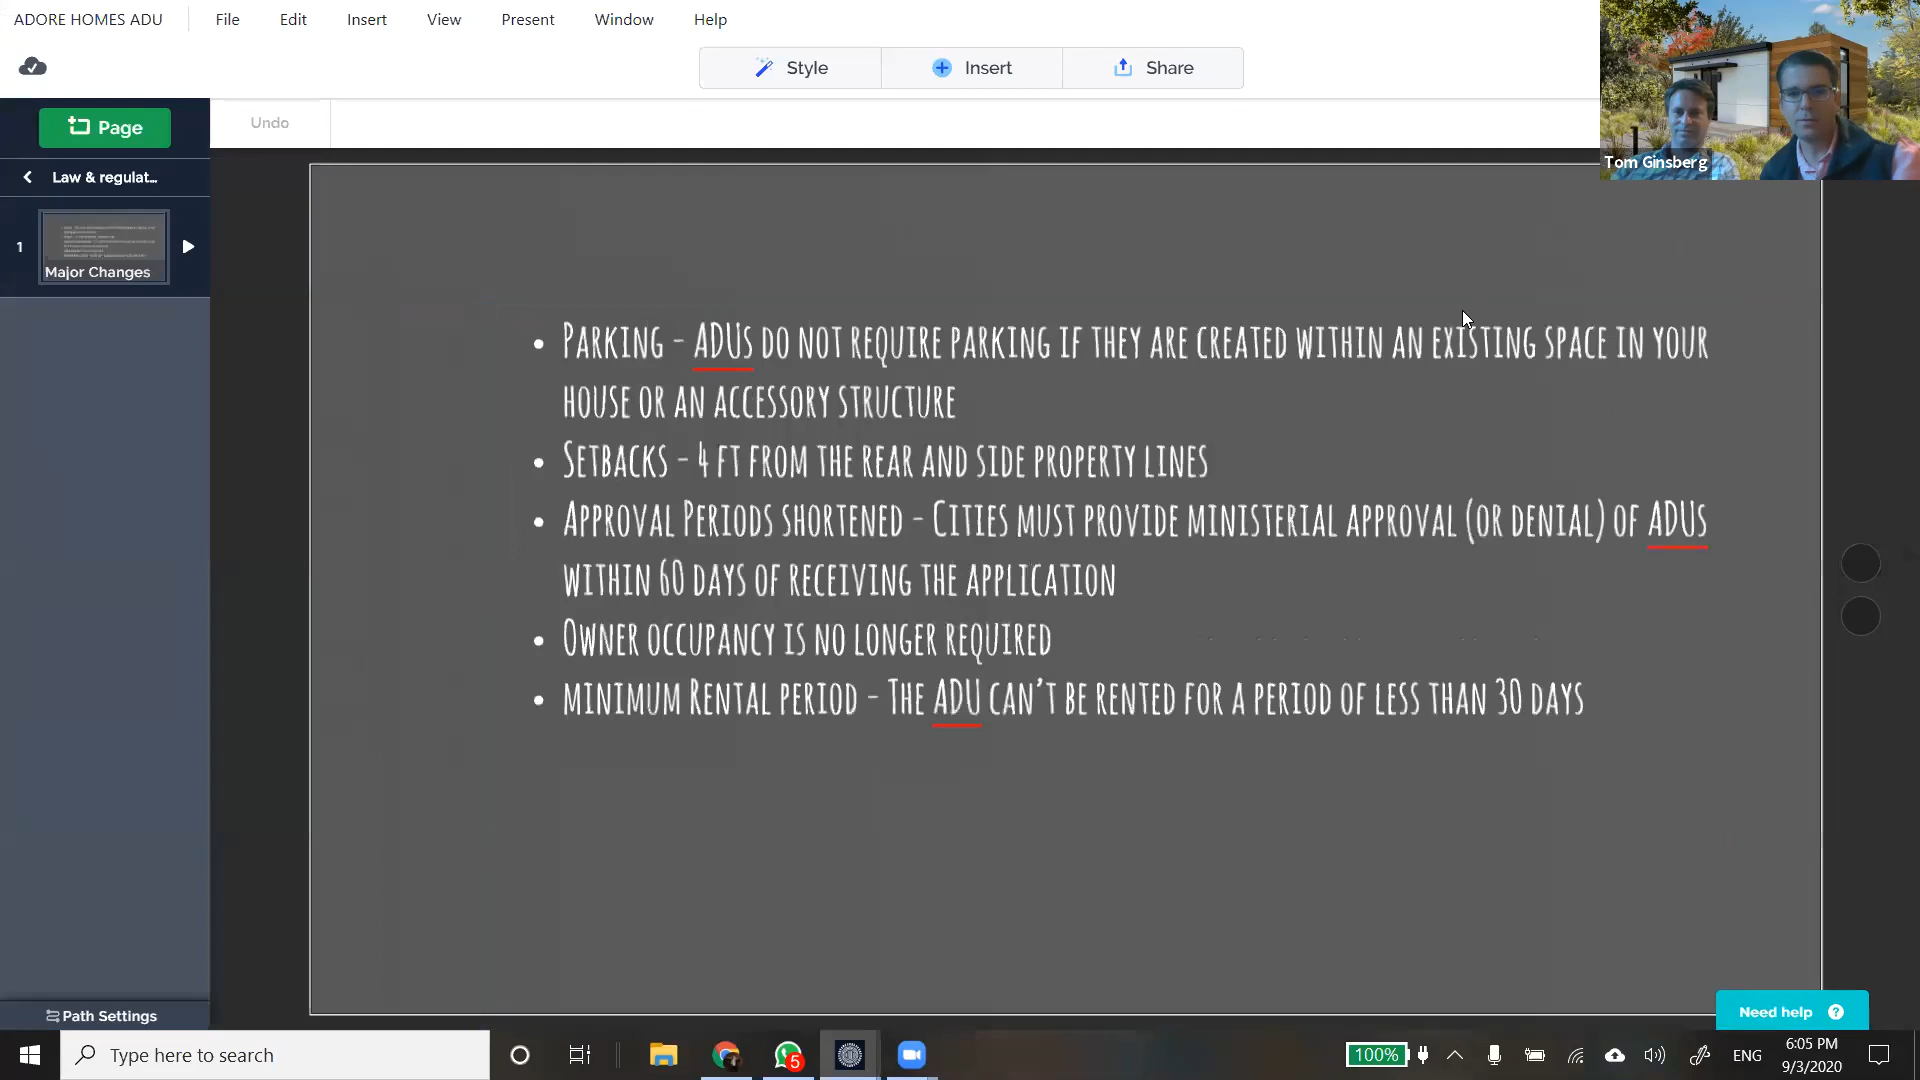 ADORE HOMES ADU
File
Edit
Insert
View
Present
Window
Help
Style
Insert
Share
Tom Ginsberg
Page
Undo
Law & regulat...
1
Major Changes
• Parking - ADUs do not require parking if they are created within an existing space in your
house or an accessory structure
• Setbacks - 4 ft from the rear and side property lines
• Approval Periods shortened - Cities must provide ministerial approval (or denial) of ADUs
within 60 days of receiving the application
• Owner occupancy is no longer required
• minimum Rental period - The ADU can't be rented for a period of less than 30 days
Path Settings
Need help ?
Type here to search
5
100%
ENG
6:05 PM
9/3/2020